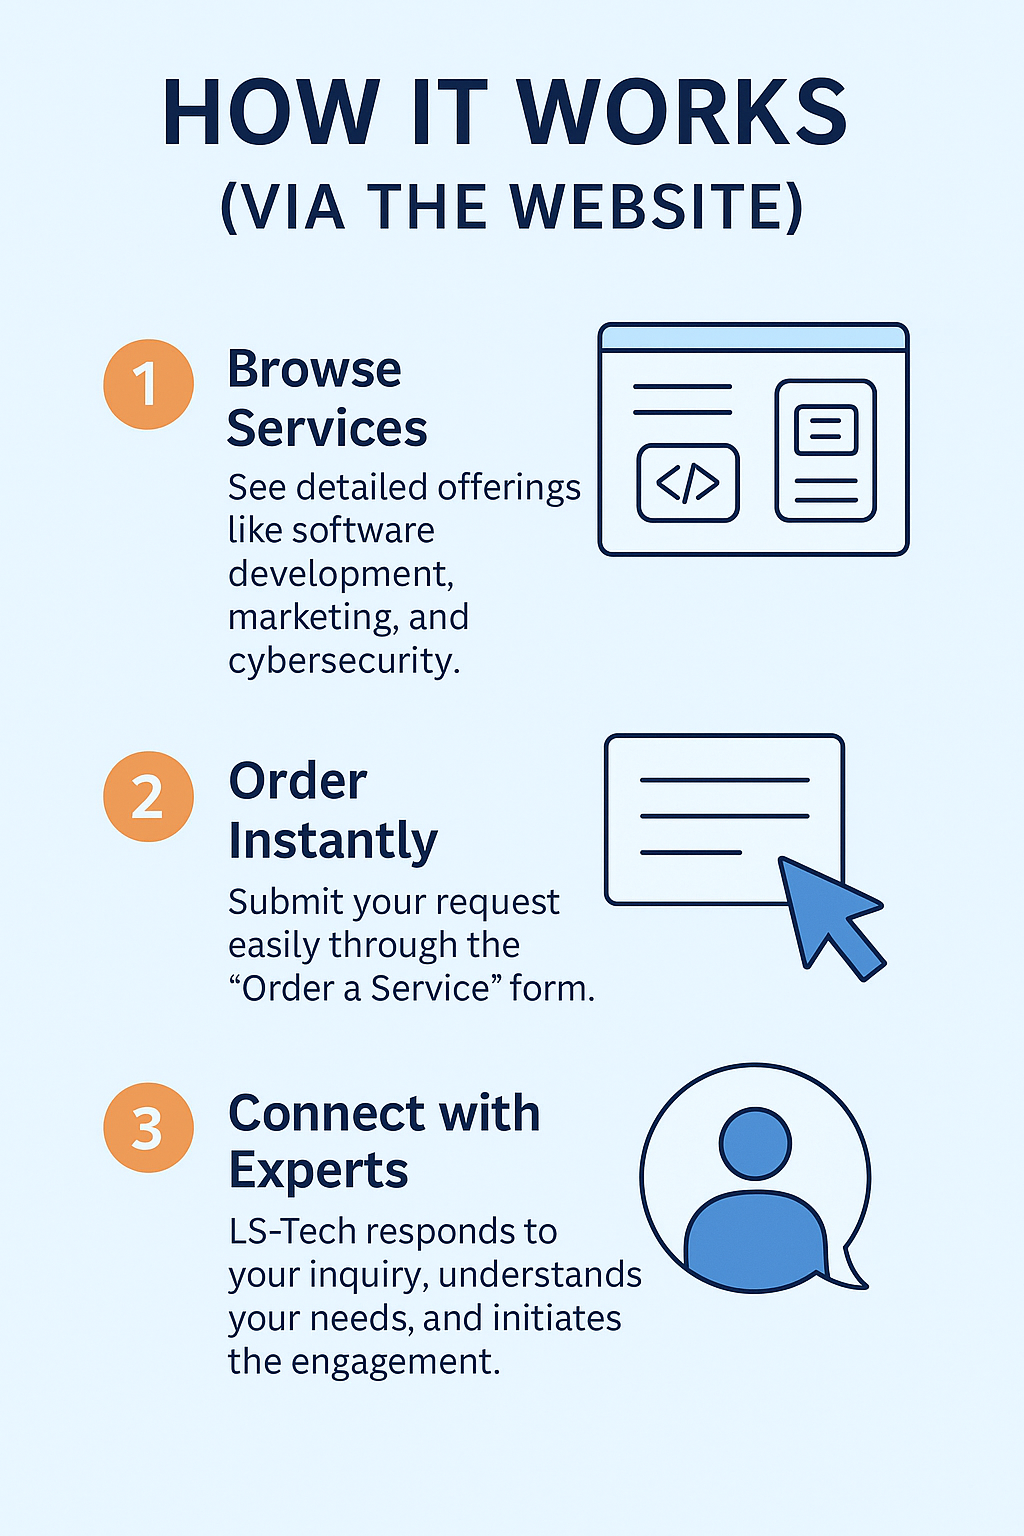 HOW IT WORKS
(VIA THE WEBSITE)
1
Browse
Services
See detailed offerings
like software
development,
marketing, and
cybersecurity.
</>
2
Order
Instantly
Submit your request
easily through the
“Order a Service” form.
3
Connect with
Experts
LS-Tech responds to
your inquiry, understands
your needs, and initiates
the engagement.